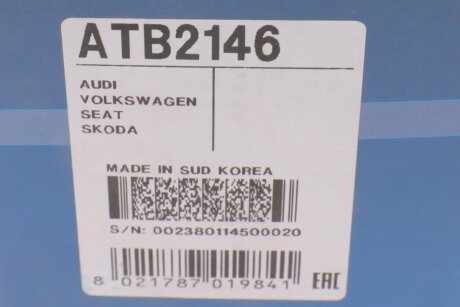 ATB2146
AUDI
VOLKSWAGEN
SEAT
SKODA
MADE IN SUD KOREA
S/N: 002380114500020
8 021787 019841
EAC